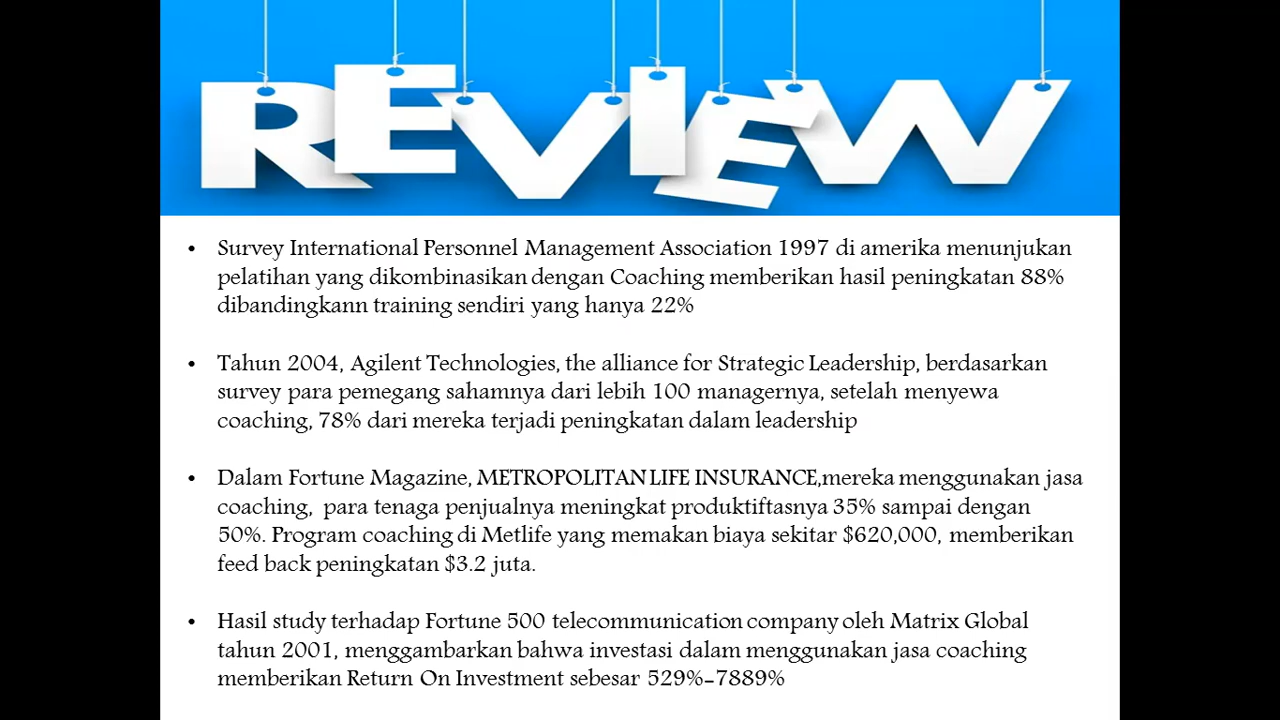 REVIEW
• Survey International Personnel Management Association 1997 di amerika menunjukan
pelatihan yang dikombinasikan dengan Coaching memberikan hasil peningkatan 88%
dibandingkann training sendiri yang hanya 22%
• Tahun 2004, Agilent Technologies, the alliance for Strategic Leadership, berdasarkan
survey para pemegang sahamnya dari lebih 100 managernya, setelah menyewa
coaching, 78% dari mereka terjadi peningkatan dalam leadership
• Dalam Fortune Magazine, METROPOLITAN LIFE INSURANCE,mereka menggunakan jasa
coaching, para tenaga penjualnya meningkat produktiftasnya 35% sampai dengan
50%. Program coaching di Metlife yang memakan biaya sekitar $620,000, memberikan
feed back peningkatan $3.2 juta.
• Hasil study terhadap Fortune 500 telecommunication company oleh Matrix Global
tahun 2001, menggambarkan bahwa investasi dalam menggunakan jasa coaching
memberikan Return On Investment sebesar 529%-7889%